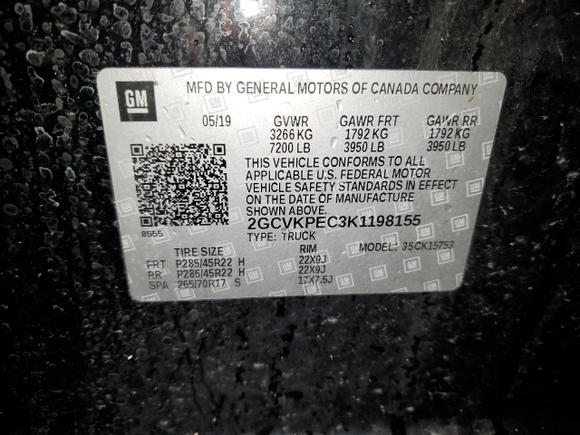 GM
MFD BY GENERAL MOTORS OF CANADA COMPANY
05/19 GVWR GAWR FRT GAWR RR
3266 KG 1792 KG 1792 KG
7200 LB 3950 LB 3950 LB
THIS VEHICLE CONFORMS TO ALL
APPLICABLE U.S. FEDERAL MOTOR
VEHICLE SAFETY STANDARDS IN EFFECT
ON THE DATE OF MANUFACTURE
SHOWN ABOVE.
2GCVKPEC3K1198155
8555
TYPE: TRUCK MODEL: 35CK15753
TIRE SIZE RIM
FRT P285/45R22 H 22X9J
RR P285/45R22 H 22X9J
SPA 265/70R17 S 17X7.5J